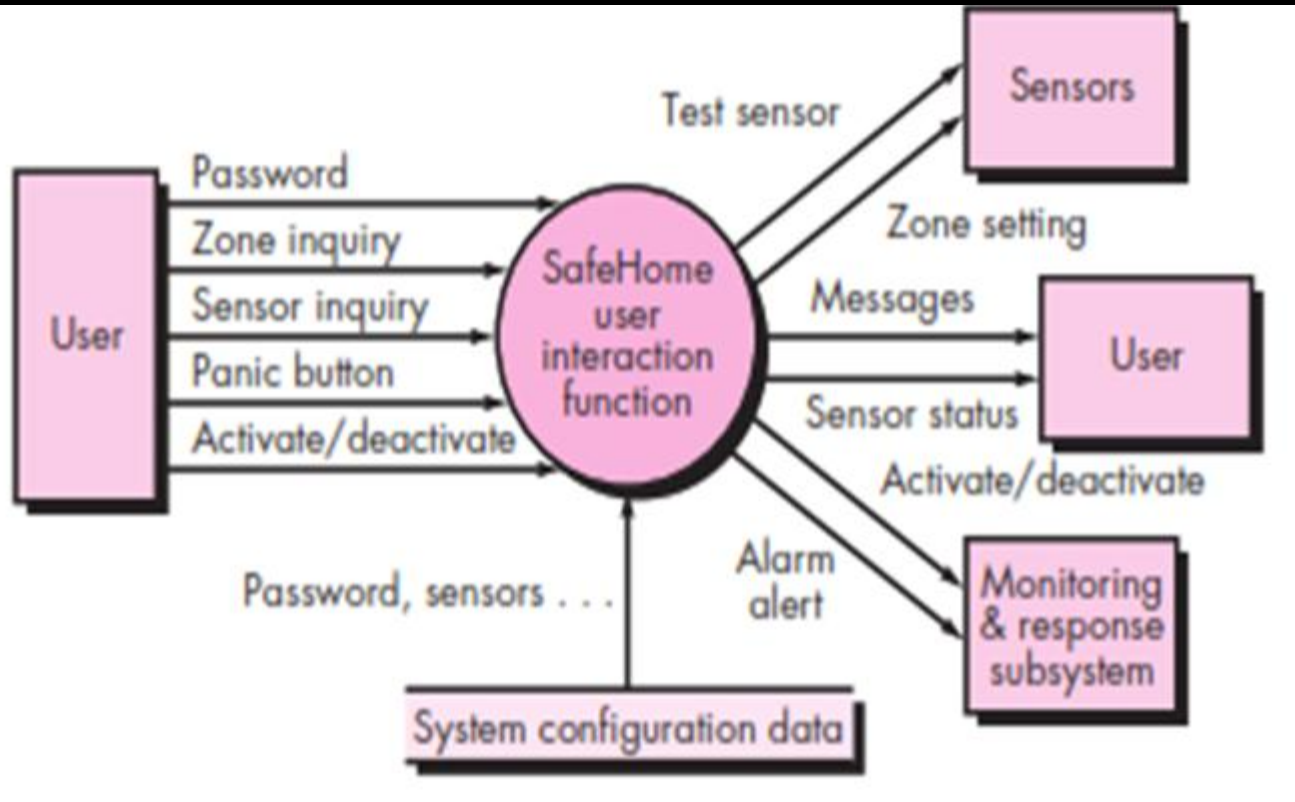 Sensors
Test sensor
Password
Zone setting
Zone inquiry
SafeHome
user
interaction
function
Sensor inquiry
Messages
User
User
Panic button
Sensor status
Activate/deactivate
Activate/deactivate
Alarm
alert
Password, sensors . . .
Monitoring
& response
subsystem
System configuration data